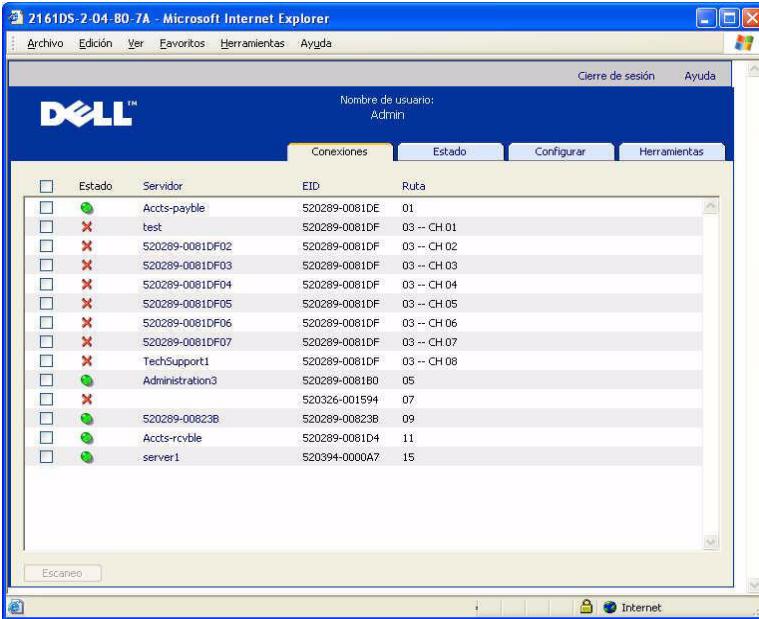 2161DS-2-04-80-7A - Microsoft Internet Explorer
Archivo Edición Ver Favoritos Herramientas Ayuda
Cierre de sesión Ayuda
DELL™
Nombre de usuario:
Admin
Conexiones Estado Configurar Herramientas
Estado Servidor EID Ruta
Accts-payble 520289-0081DE 01
test 520289-0081DF 03 -- CH 01
520289-0081DF02 520289-0081DF 03 -- CH 02
520289-0081DF03 520289-0081DF 03 -- CH 03
520289-0081DF04 520289-0081DF 03 -- CH 04
520289-0081DF05 520289-0081DF 03 -- CH 05
520289-0081DF06 520289-0081DF 03 -- CH 06
520289-0081DF07 520289-0081DF 03 -- CH 07
TechSupport1 520289-0081DF 03 -- CH 08
Administration3 520289-0081B0 05
520326-001594 07
520289-00823B 520289-00823B 09
Accts-rcvble 520289-0081D4 11
server1 520394-0000A7 15
Escaneo
Internet